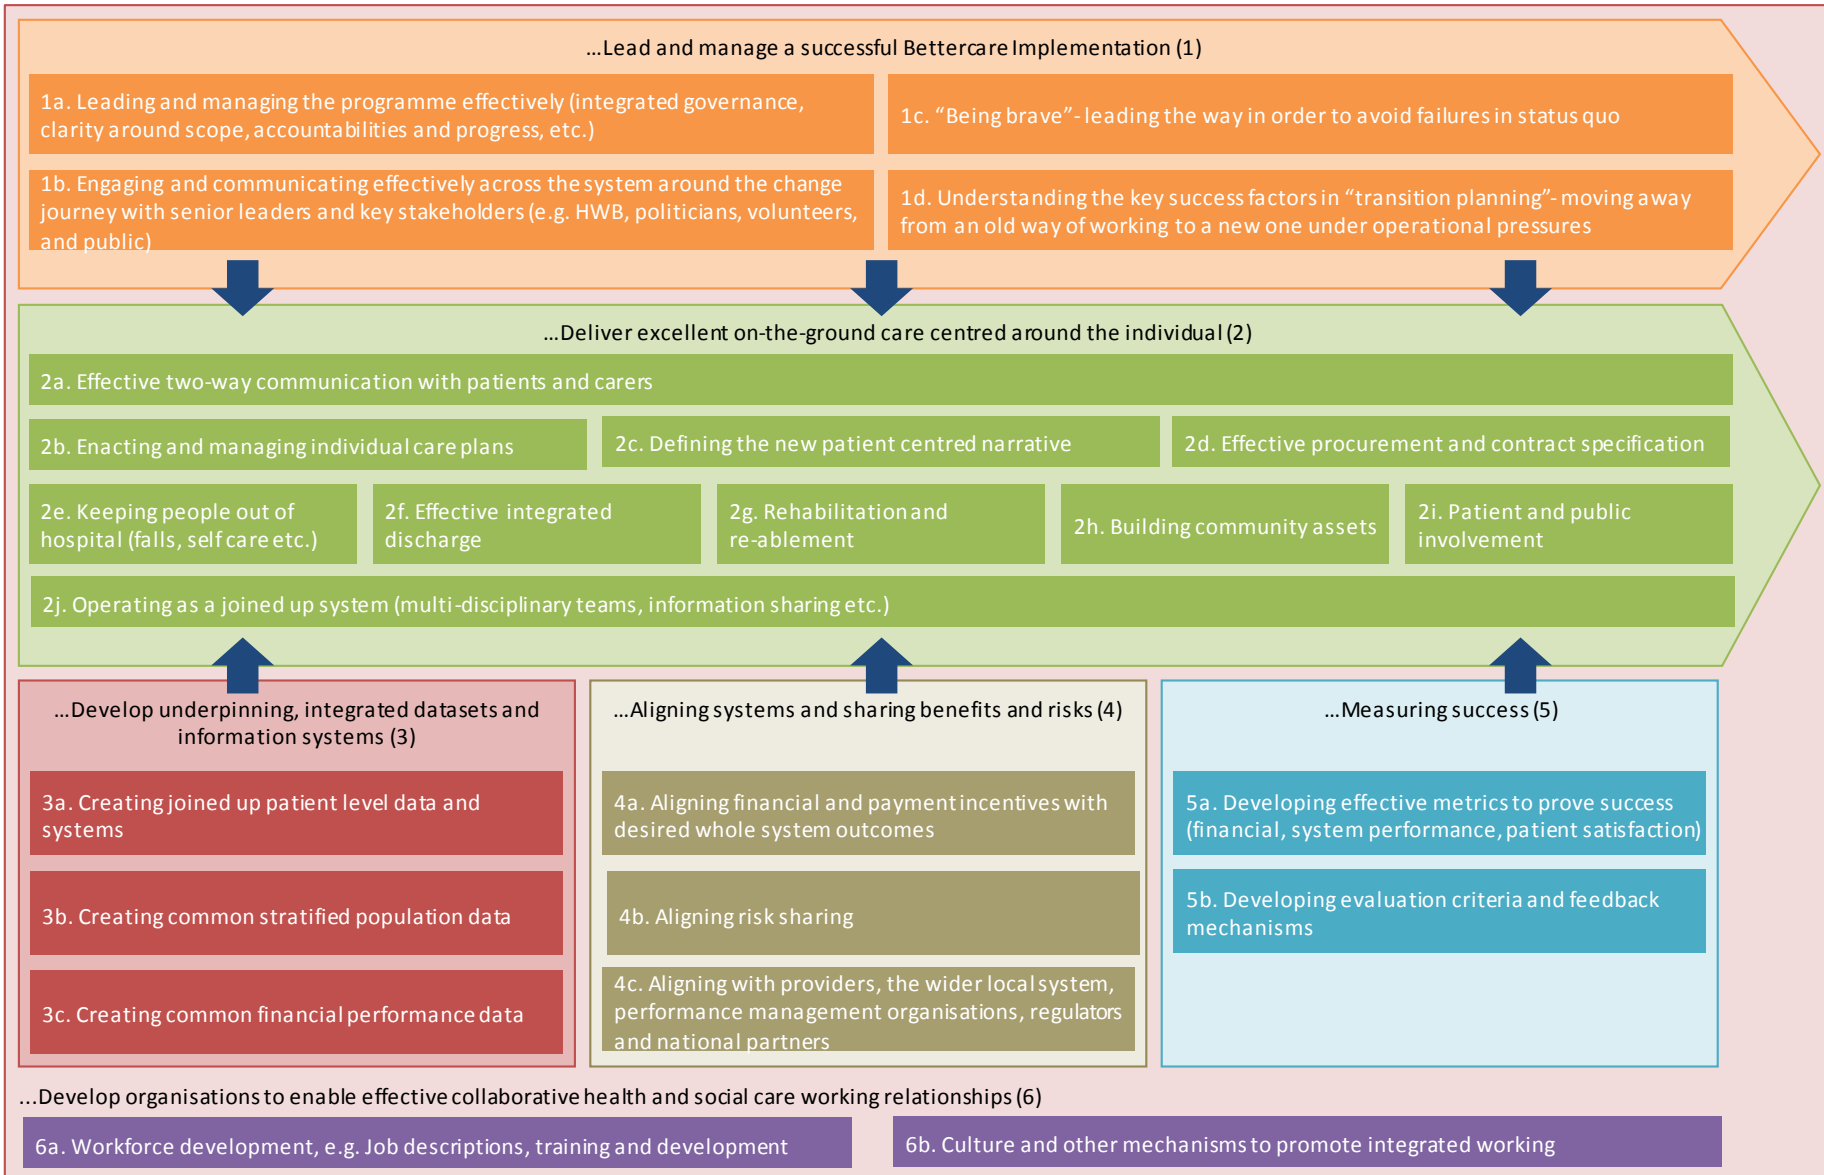 ...Lead and manage a successful Bettercare Implementation (1)
1a. Leading and managing the programme effectively (integrated governance,
clarity around scope, accountabilities and progress, etc.)
1c. “Being brave”- leading the way in order to avoid failures in status quo
1b. Engaging and communicating effectively across the system around the change
journey with senior leaders and key stakeholders (e.g. HWB, politicians, volunteers,
and public)
1d. Understanding the key success factors in “transition planning”- moving away
from an old way of working to a new one under operational pressures
...Deliver excellent on-the-ground care centred around the individual (2)
2a. Effective two-way communication with patients and carers
2b. Enacting and managing individual care plans
2c. Defining the new patient centred narrative
2d. Effective procurement and contract specification
2e. Keeping people out of
hospital (falls, self care etc.)
2f. Effective integrated
discharge
2g. Rehabilitation and
re-ablement
2h. Building community assets
2i. Patient and public
involvement
2j. Operating as a joined up system (multi-disciplinary teams, information sharing etc.)
...Develop underpinning, integrated datasets and
information systems (3)
3a. Creating joined up patient level data and
systems
3b. Creating common stratified population data
3c. Creating common financial performance data
...Aligning systems and sharing benefits and risks (4)
4a. Aligning financial and payment incentives with
desired whole system outcomes
4b. Aligning risk sharing
4c. Aligning with providers, the wider local system,
performance management organisations, regulators
and national partners
...Measuring success (5)
5a. Developing effective metrics to prove success
(financial, system performance, patient satisfaction)
5b. Developing evaluation criteria and feedback
mechanisms
...Develop organisations to enable effective collaborative health and social care working relationships (6)
6a. Workforce development, e.g. Job descriptions, training and development
6b. Culture and other mechanisms to promote integrated working